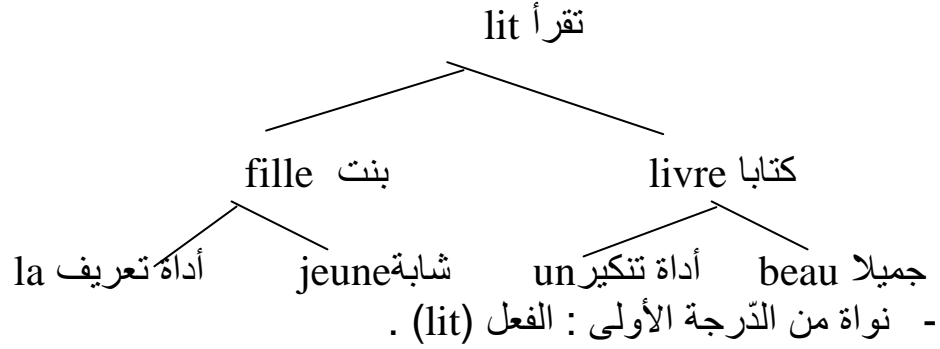 تقرأ lit
بنت fille كتابا livre
أداة تعريف la شابة jeune أداة تنكير un جميلا beau
- نواة من الدّرجة الأولى : الفعل (lit) .